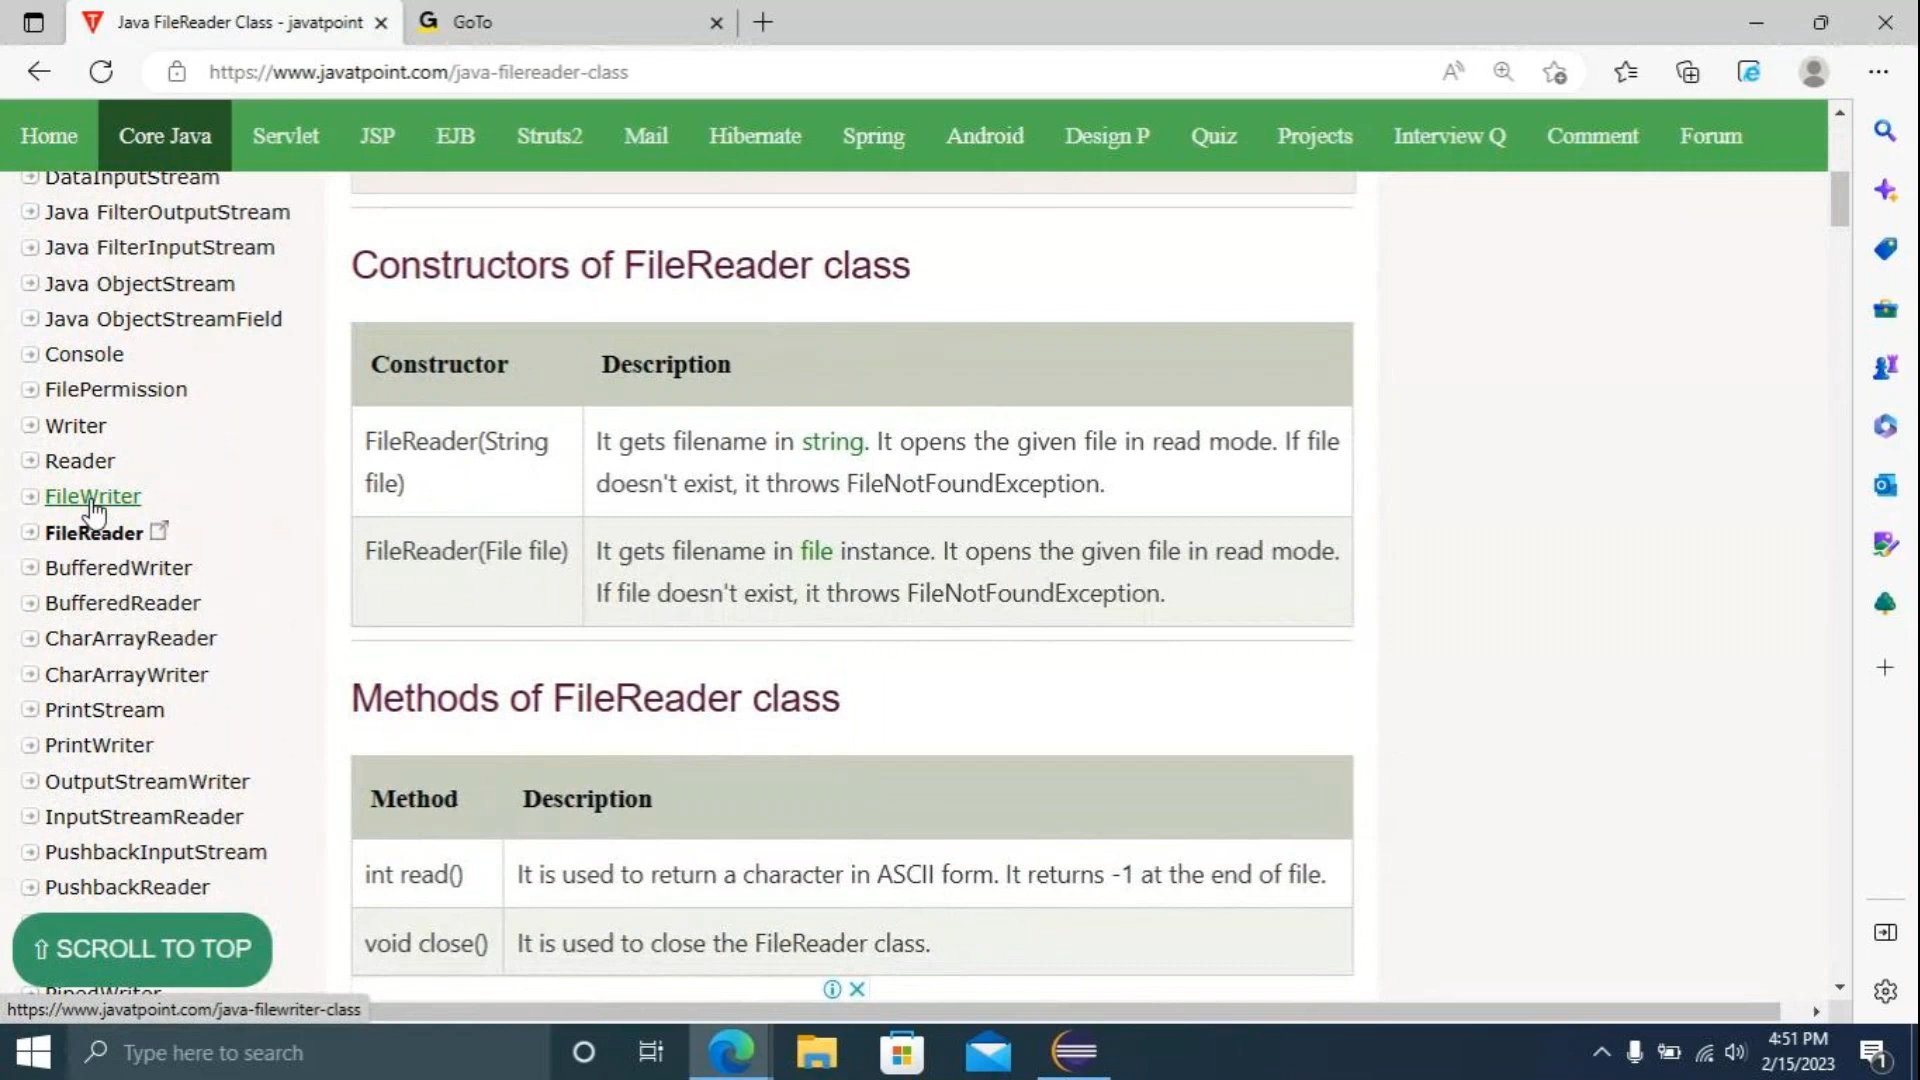 Java FileReader Class - javatpoint
GoTo
https://www.javatpoint.com/java-filereader-class
Home Core Java Servlet JSP EJB Struts2 Mail Hibernate Spring Android Design P Quiz Projects Interview Q Comment Forum
DataInputStream
Java FilterOutputStream
Java FilterInputStream
Java ObjectStream
Java ObjectStreamField
Console
FilePermission
Writer
Reader
FileWriter
FileReader
BufferedWriter
BufferedReader
CharArrayReader
CharArrayWriter
PrintStream
PrintWriter
OutputStreamWriter
InputStreamReader
PushbackInputStream
PushbackReader
⇧ SCROLL TO TOP
PipedWriter
https://www.javatpoint.com/java-filewriter-class
Constructors of FileReader class
Constructor Description
FileReader(String It gets filename in string. It opens the given file in read mode. If file
file) doesn't exist, it throws FileNotFoundException.
FileReader(File file) It gets filename in file instance. It opens the given file in read mode.
If file doesn't exist, it throws FileNotFoundException.
Methods of FileReader class
Method Description
int read() It is used to return a character in ASCII form. It returns -1 at the end of file.
void close() It is used to close the FileReader class.
Type here to search
4:51 PM
2/15/2023
1